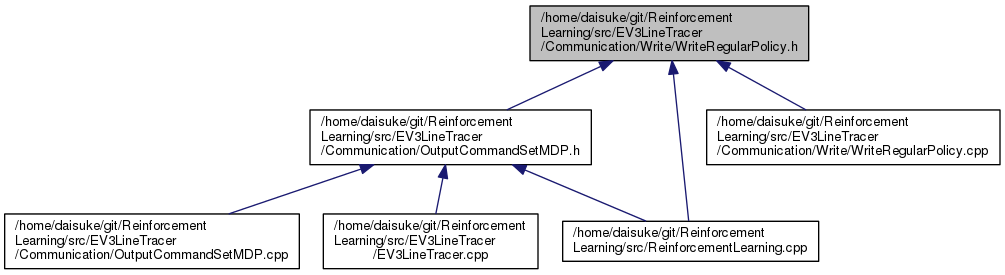 /home/daisuke/git/Reinforcement
Learning/src/EV3LineTracer
/Communication/Write/WriteRegularPolicy.h
/home/daisuke/git/Reinforcement
Learning/src/EV3LineTracer
/Communication/OutputCommandSetMDP.h
/home/daisuke/git/Reinforcement
Learning/src/EV3LineTracer
/Communication/Write/WriteRegularPolicy.cpp
/home/daisuke/git/Reinforcement
Learning/src/EV3LineTracer
/Communication/OutputCommandSetMDP.cpp
/home/daisuke/git/Reinforcement
Learning/src/EV3LineTracer
/EV3LineTracer.cpp
/home/daisuke/git/Reinforcement
Learning/src/ReinforcementLearning.cpp